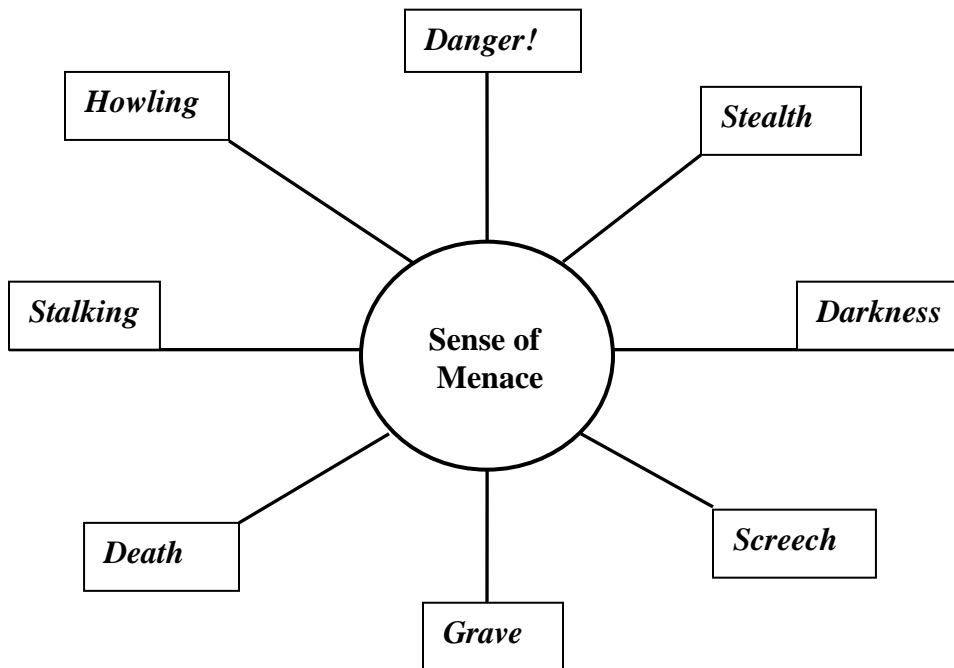 Danger!
Howling
Stealth
Stalking
Sense of
Menace
Darkness
Death
Screech
Grave